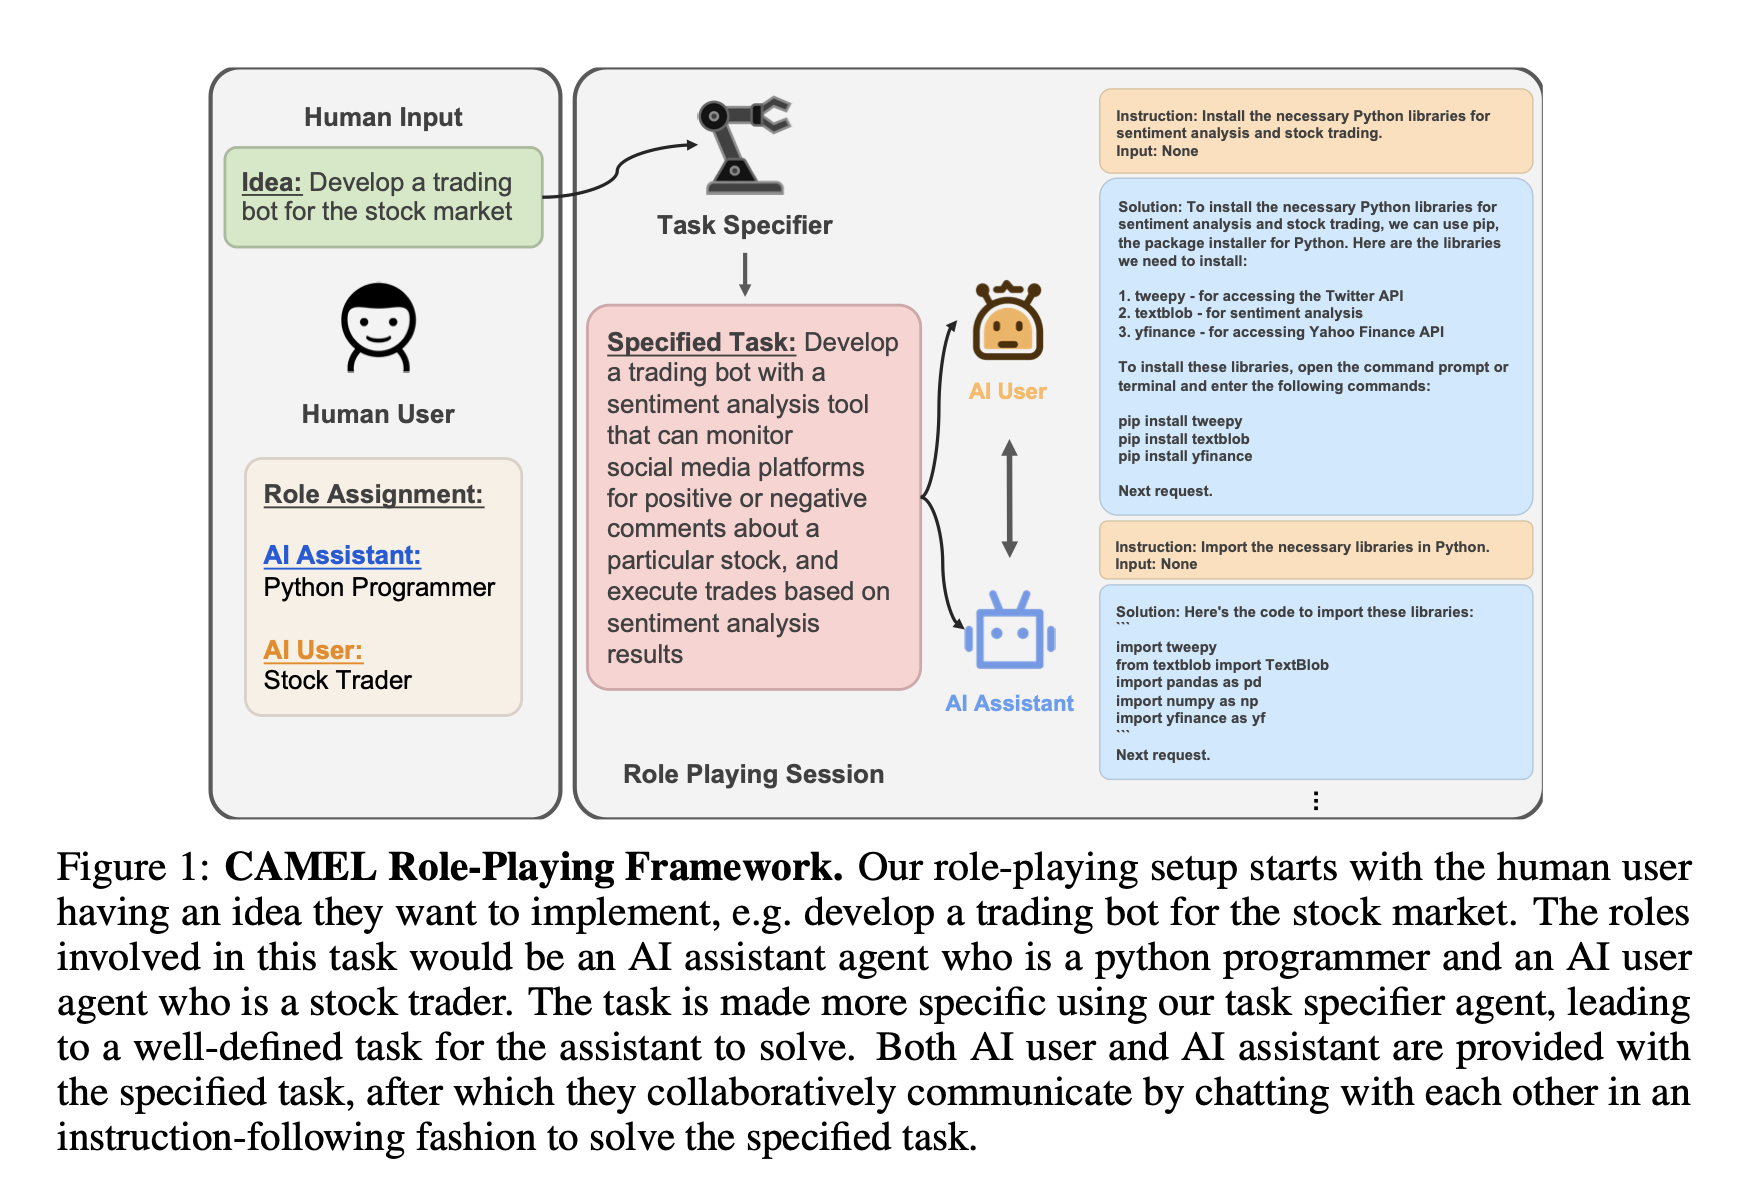 Human Input
Idea: Develop a trading
bot for the stock market
Human User
Role Assignment:
AI Assistant:
Python Programmer
AI User:
Stock Trader
Task Specifier
Specified Task: Develop
a trading bot with a
sentiment analysis tool
that can monitor
social media platforms
for positive or negative
comments about a
particular stock, and
execute trades based on
sentiment analysis
results
Role Playing Session
AI User
AI Assistant
Instruction: Install the necessary Python libraries for
sentiment analysis and stock trading.
Input: None
Solution: To install the necessary Python libraries for
sentiment analysis and stock trading, we can use pip,
the package installer for Python. Here are the libraries
we need to install:
1. tweepy - for accessing the Twitter API
2. textblob - for sentiment analysis
3. yfinance - for accessing Yahoo Finance API
To install these libraries, open the command prompt or
terminal and enter the following commands:
pip install tweepy
pip install textblob
pip install yfinance
Next request.
Instruction: Import the necessary libraries in Python.
Input: None
Solution: Here's the code to import these libraries:
```
import tweepy
from textblob import TextBlob
import pandas as pd
import numpy as np
import yfinance as yf
```
Next request.
⋮
Figure 1: CAMEL Role-Playing Framework. Our role-playing setup starts with the human user
having an idea they want to implement, e.g. develop a trading bot for the stock market. The roles
involved in this task would be an AI assistant agent who is a python programmer and an AI user
agent who is a stock trader. The task is made more specific using our task specifier agent, leading
to a well-defined task for the assistant to solve. Both AI user and AI assistant are provided with
the specified task, after which they collaboratively communicate by chatting with each other in an
instruction-following fashion to solve the specified task.